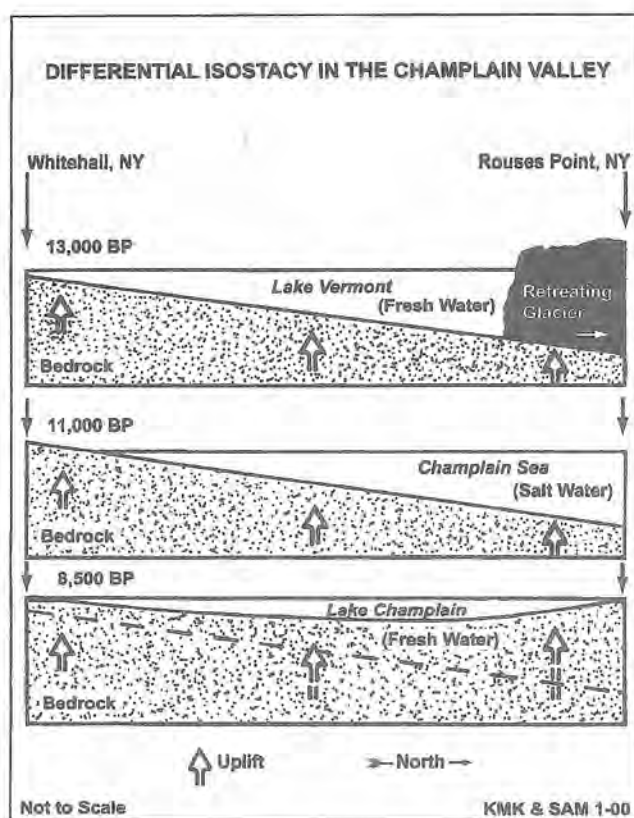 DIFFERENTIAL ISOSTACY IN THE CHAMPLAIN VALLEY
Whitehall, NY
Rouses Point, NY
13,000 BP
Lake Vermont
(Fresh Water)
Retreating
Glacier
Bedrock
11,000 BP
Champlain Sea
(Salt Water)
Bedrock
8,500 BP
Lake Champlain
(Fresh Water)
Bedrock
Uplift
North
Not to Scale
KMK & SAM 1-00